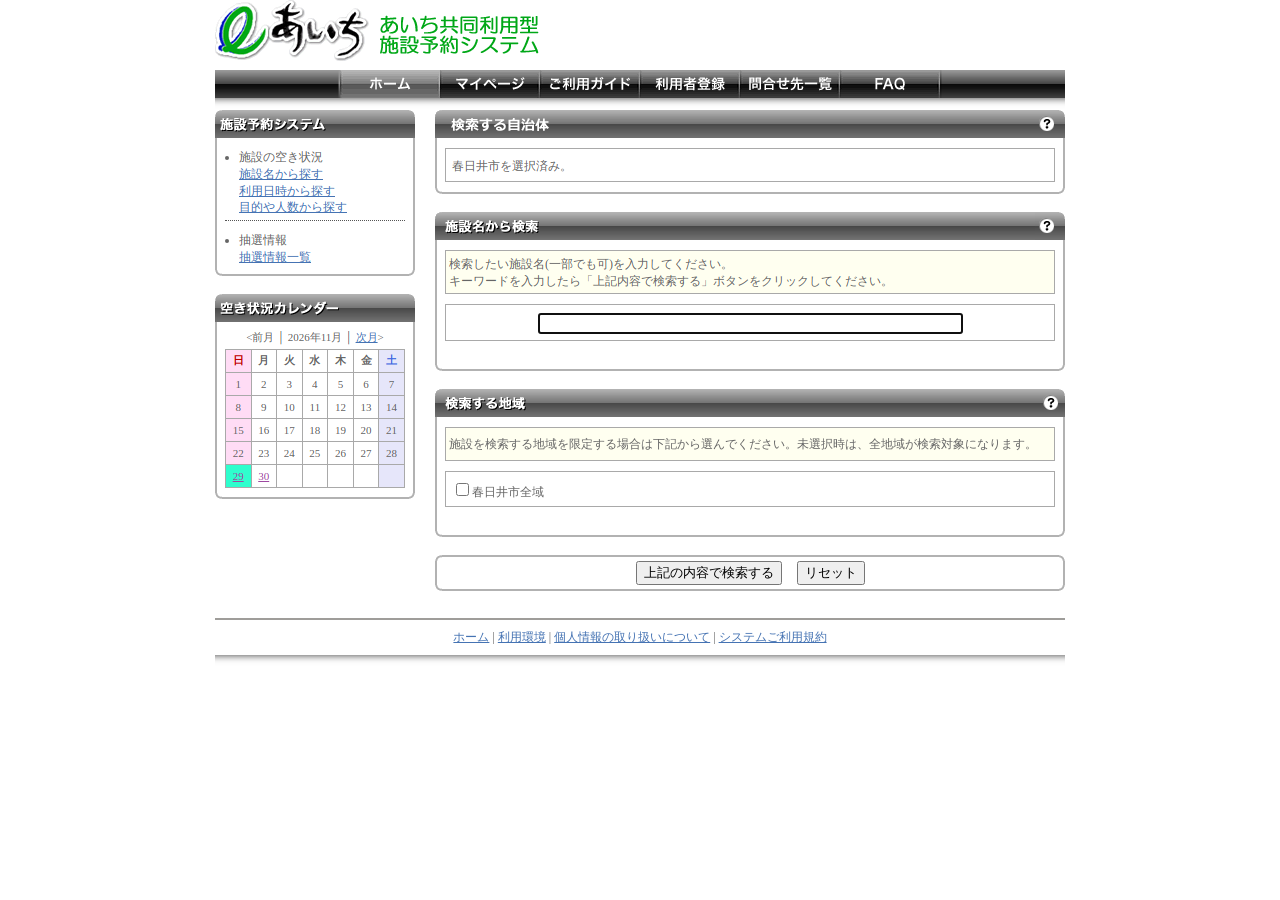 あいち
あいち共同利用型
施設予約システム
ホーム マイページ ご利用ガイド 利用者登録 問合せ先一覧 FAQ
施設予約システム
施設の空き状況
施設名から探す
利用日時から探す
目的や人数から探す
抽選情報
抽選情報一覧
空き状況カレンダー
<前月 │ 2026年11月 │ 次月>
日 月 火 水 木 金 土
1 2 3 4 5 6 7
8 9 10 11 12 13 14
15 16 17 18 19 20 21
22 23 24 25 26 27 28
29 30
検索する自治体 ?
春日井市を選択済み。
施設名から検索 ?
検索したい施設名(一部でも可)を入力してください。
キーワードを入力したら「上記内容で検索する」ボタンをクリックしてください。
検索する地域 ?
施設を検索する地域を限定する場合は下記から選んでください。未選択時は、全地域が検索対象になります。
春日井市全域
上記の内容で検索する リセット
ホーム | 利用環境 | 個人情報の取り扱いについて | システムご利用規約